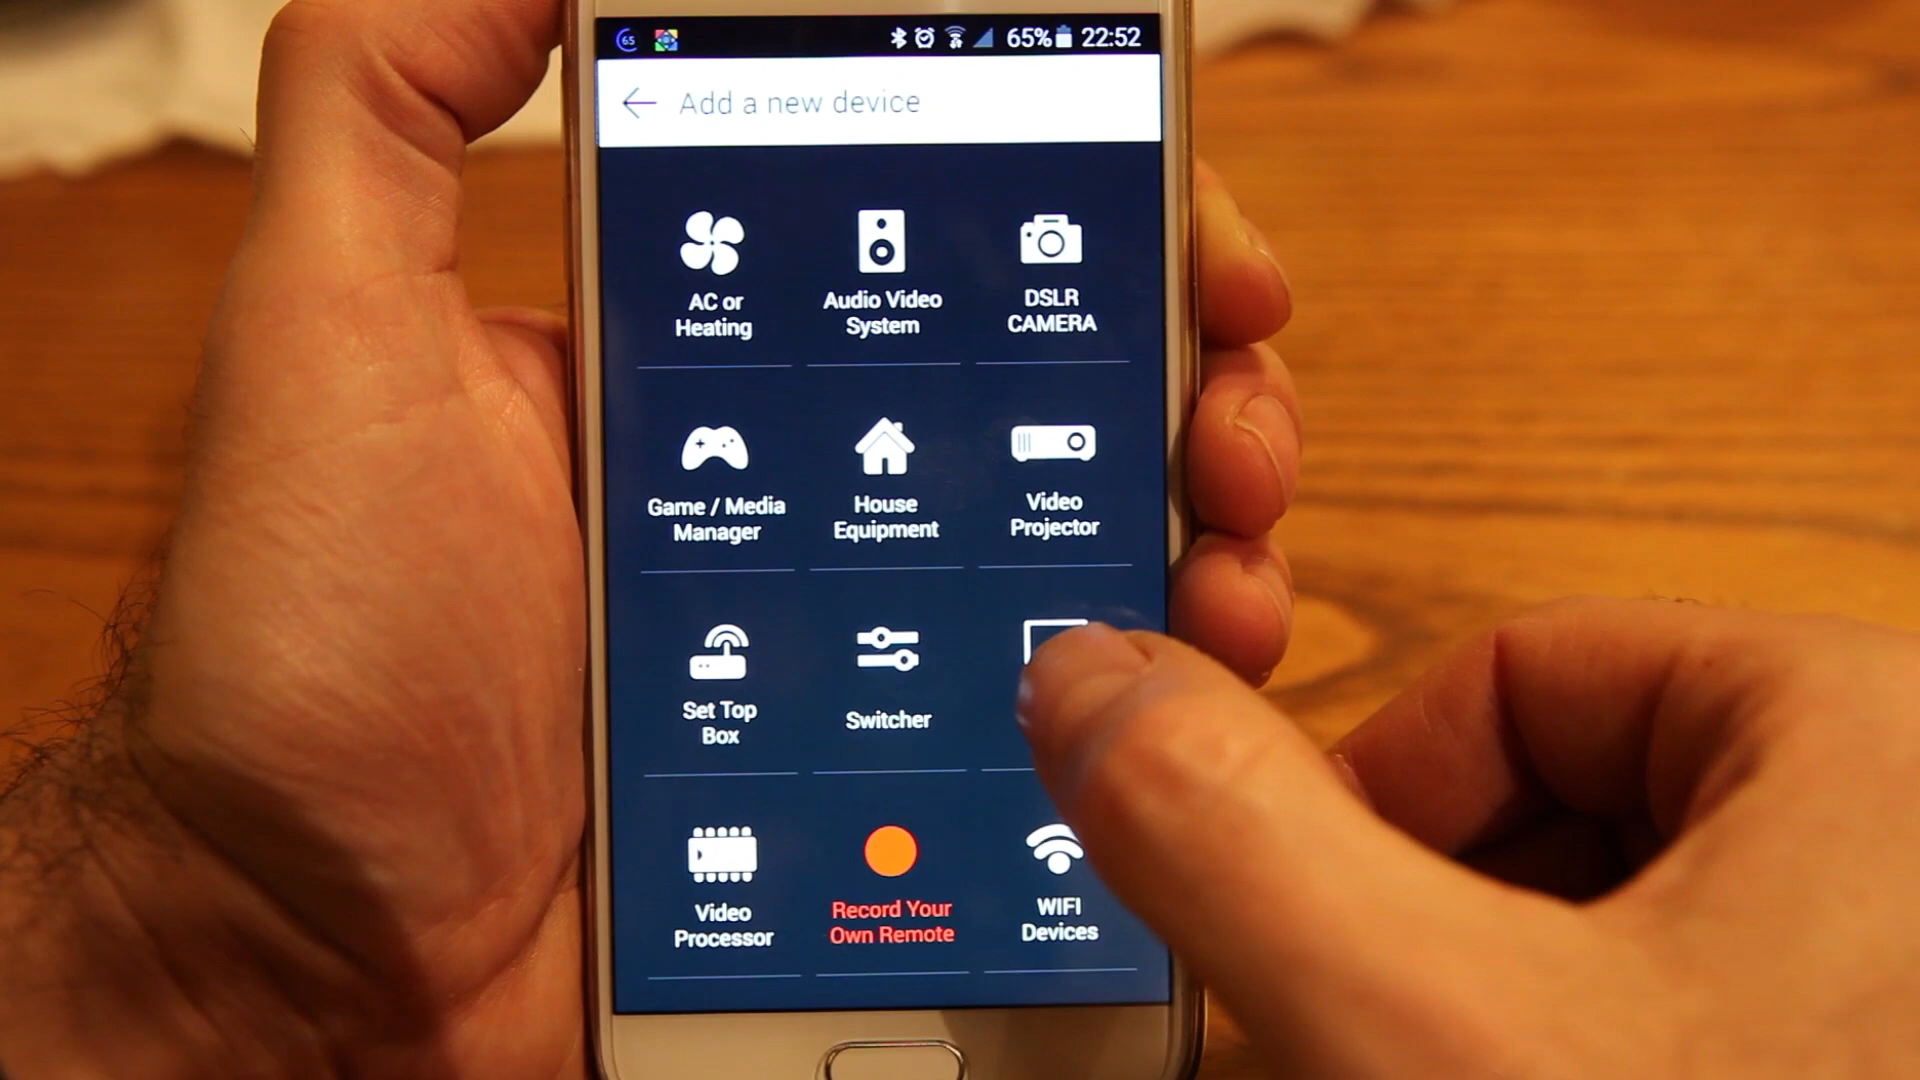 65 65% 22:52
Add a new device
AC or
Heating
Audio Video
System
DSLR
CAMERA
Game / Media
Manager
House
Equipment
Video
Projector
Set Top
Box
Switcher
Video
Processor
Record Your
Own Remote
WIFI
Devices